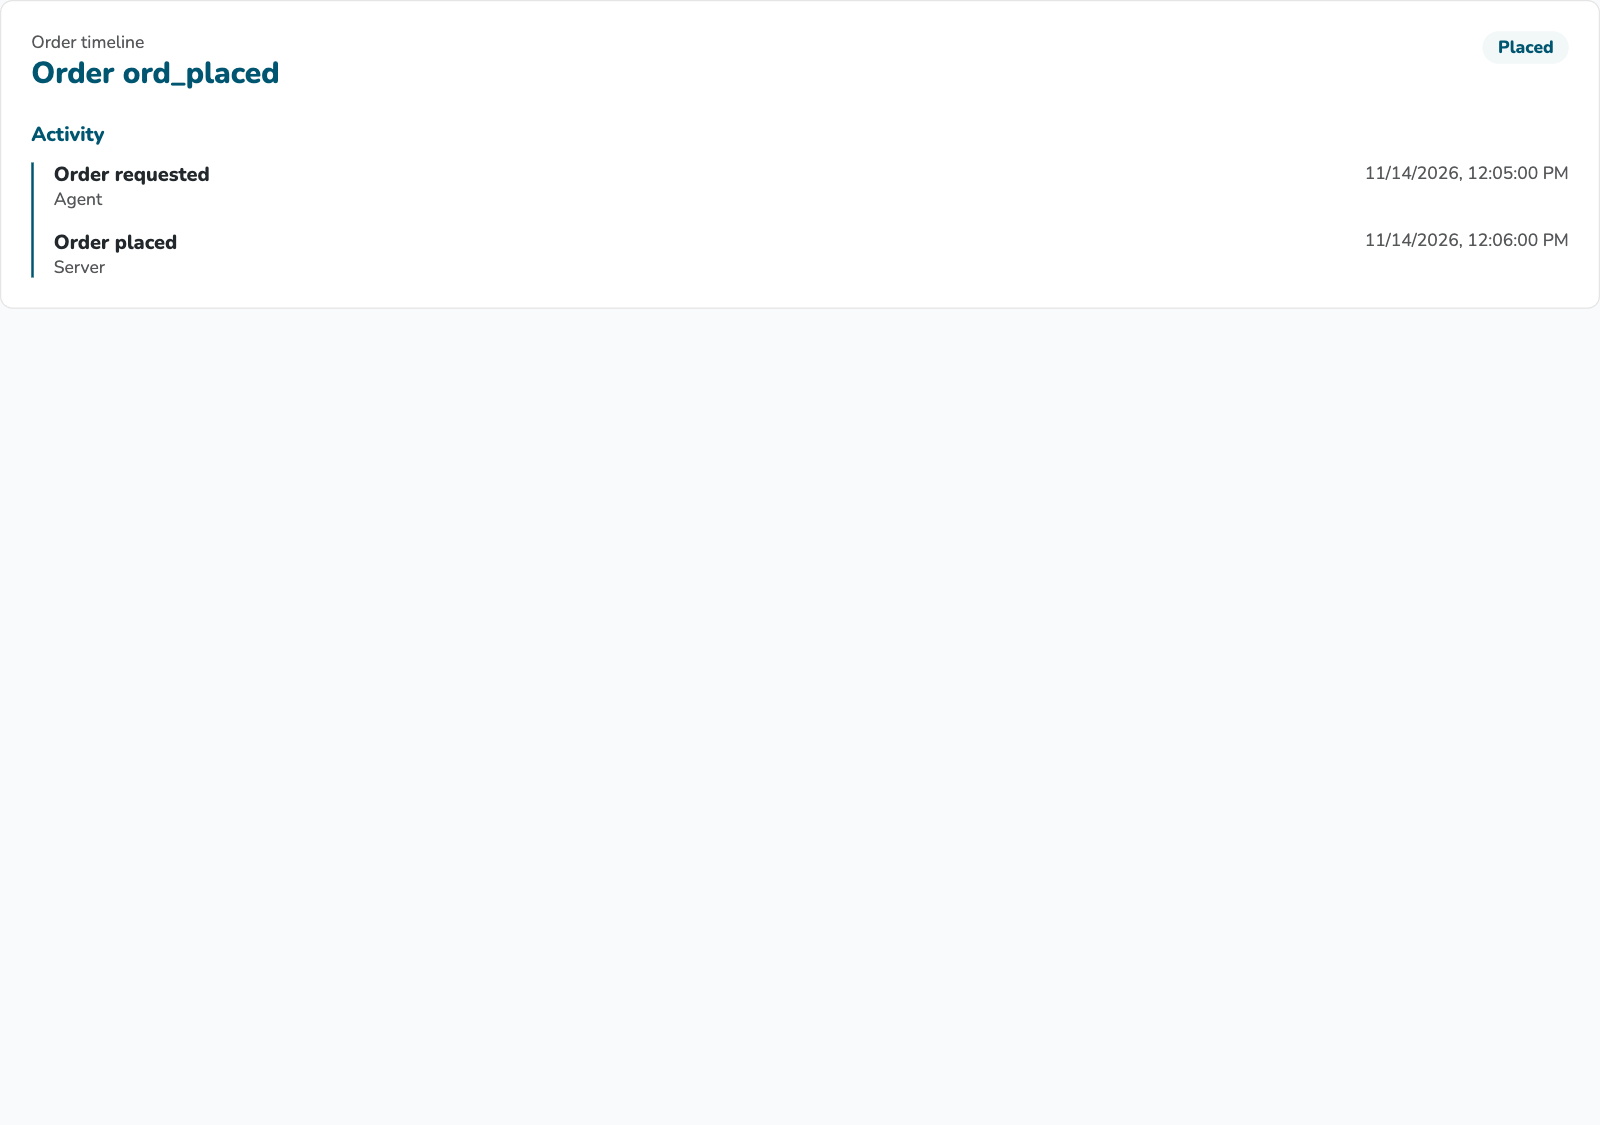 Order timeline
Order ord_placed
Placed
Activity
Order requested
11/14/2026, 12:05:00 PM
Agent
Order placed
11/14/2026, 12:06:00 PM
Server